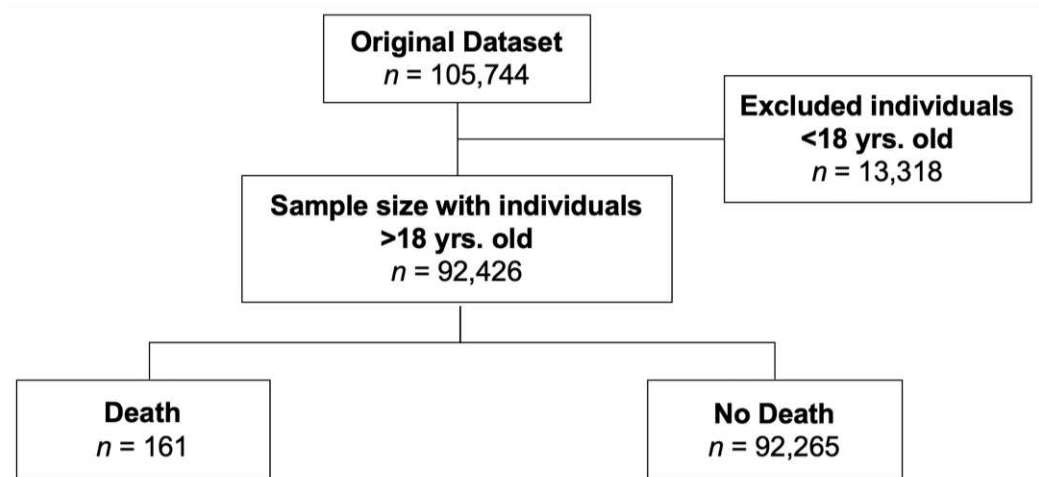 Original Dataset
n = 105,744
Excluded individuals
<18 yrs. old
n = 13,318
Sample size with individuals
>18 yrs. old
n = 92,426
Death
n = 161
No Death
n = 92,265